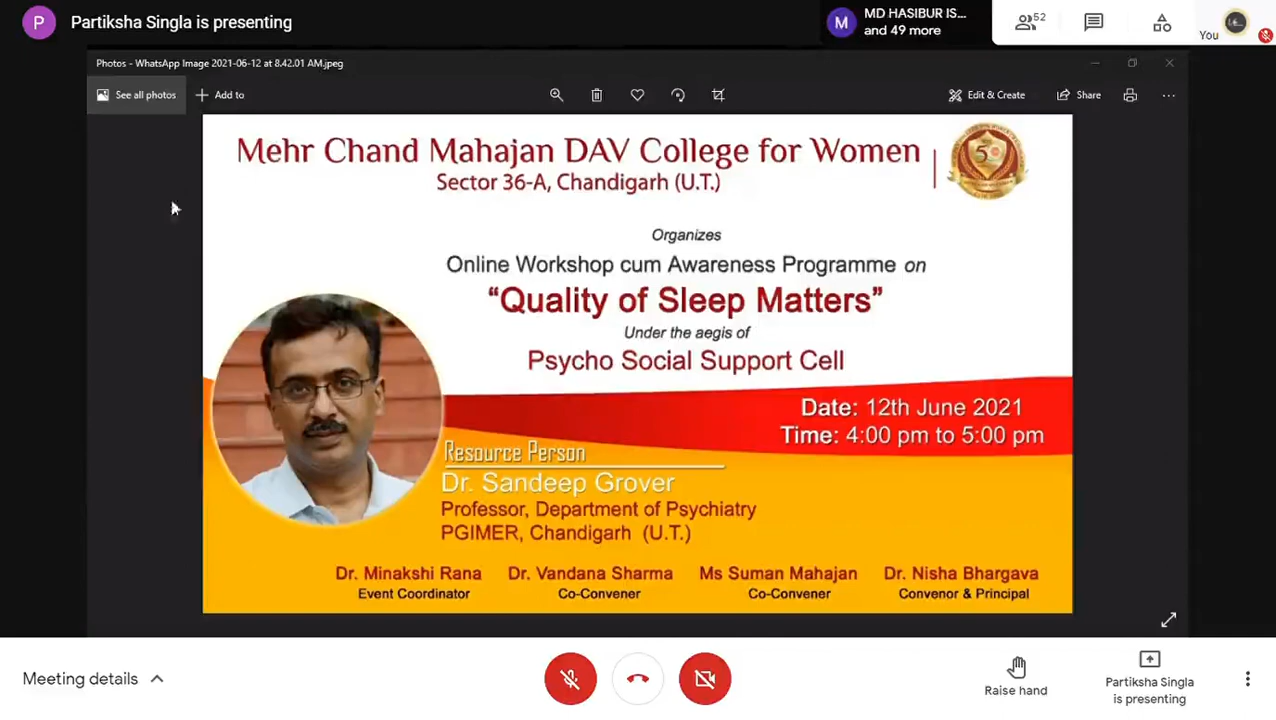 P Partiksha Singla is presenting
M MD HASIBUR IS...
and 49 more
52
You
Photos - WhatsApp Image 2021-06-12 at 8.42.01 AM.jpeg
See all photos
Add to
Edit & Create
Share
Mehr Chand Mahajan DAV College for Women
Sector 36-A, Chandigarh (U.T.)
50
Organizes
Online Workshop cum Awareness Programme on
“Quality of Sleep Matters”
Under the aegis of
Psycho Social Support Cell
Date: 12th June 2021
Time: 4:00 pm to 5:00 pm
Resource Person
Dr. Sandeep Grover
Professor, Department of Psychiatry
PGIMER, Chandigarh (U.T.)
Dr. Minakshi Rana Dr. Vandana Sharma Ms Suman Mahajan Dr. Nisha Bhargava
Event Coordinator Co-Convener Co-Convener Convenor & Principal
Meeting details
Raise hand
Partiksha Singla
is presenting